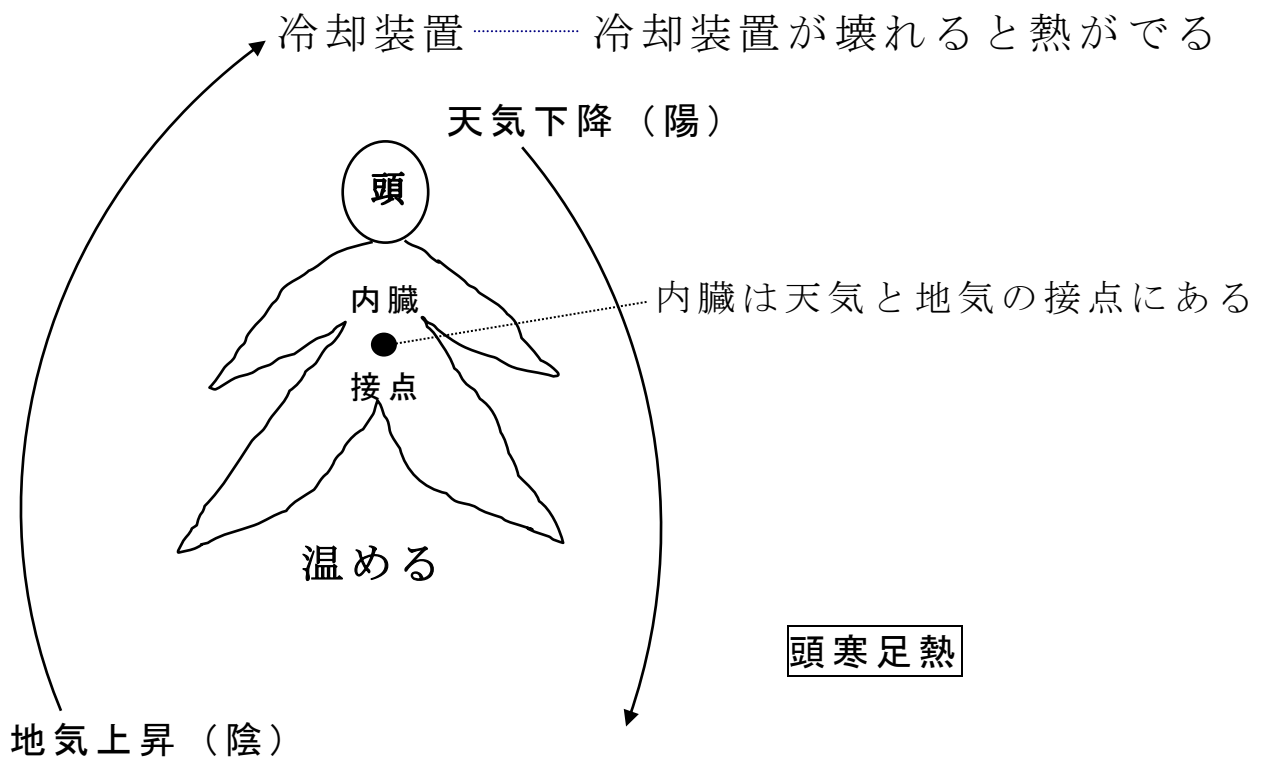 冷却装置 冷却装置が壊れると熱がでる
天気下降（陽）
頭
内臓
内臓は天気と地気の接点にある
接点
温める
頭寒足熱
地気上昇（陰）